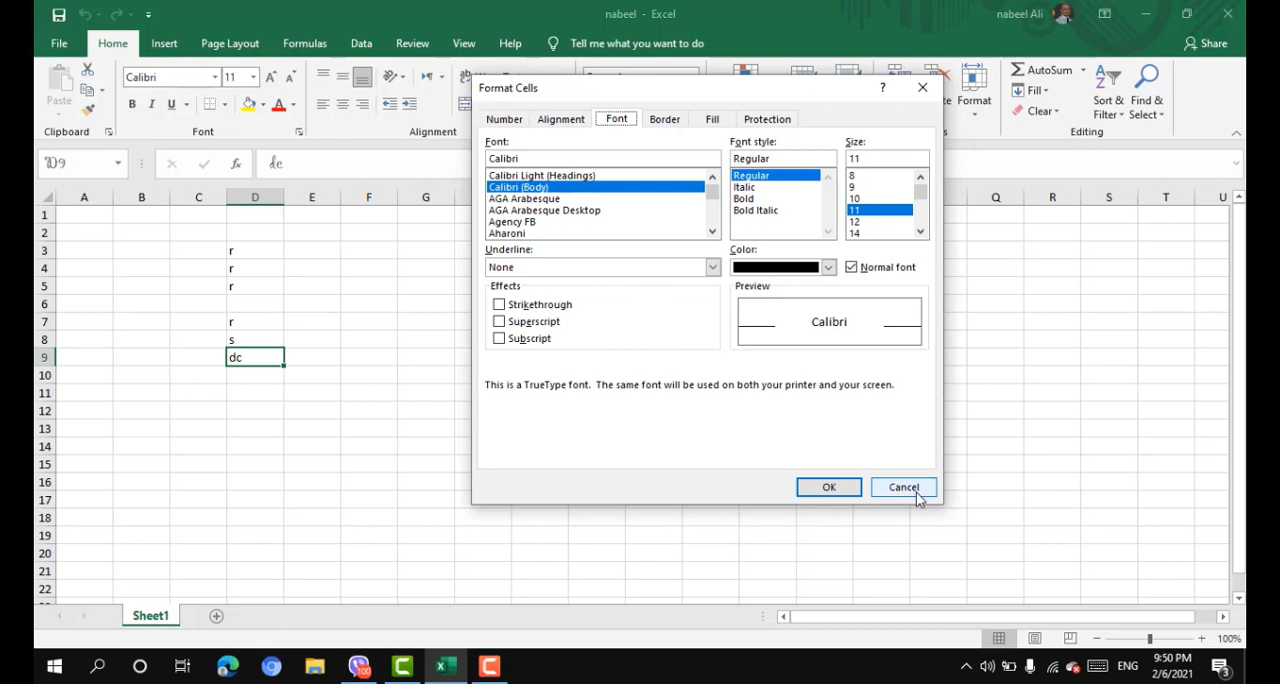 nabeel - Excel
nabeel Ali
File Home Insert Page Layout Formulas Data Review View Help Tell me what you want to do Share
Calibri 11
AutoSum
Fill
Clear
Paste
B I U
Format
Sort &
Filter
Find &
Select
Clipboard Font Alignment Editing
D9 fx dc
A B C D E F G Q R S T U
1
2
3 r
4 r
5 r
6
7 r
8 s
9 dc
10
11
12
13
14
15
16
17
18
19
20
21
22
Format Cells ?
Number Alignment Font Border Fill Protection
Font: Font style: Size:
Calibri Regular 11
Calibri Light (Headings) Regular 8
Calibri (Body) Italic 9
AGA Arabesque Bold 10
AGA Arabesque Desktop Bold Italic 11
Agency FB 12
Aharoni 14
Underline: Color:
None Normal font
Effects Preview
Strikethrough
Superscript Calibri
Subscript
This is a TrueType font. The same font will be used on both your printer and your screen.
OK Cancel
Sheet1
100%
100
ENG
9:50 PM
2/6/2021
3